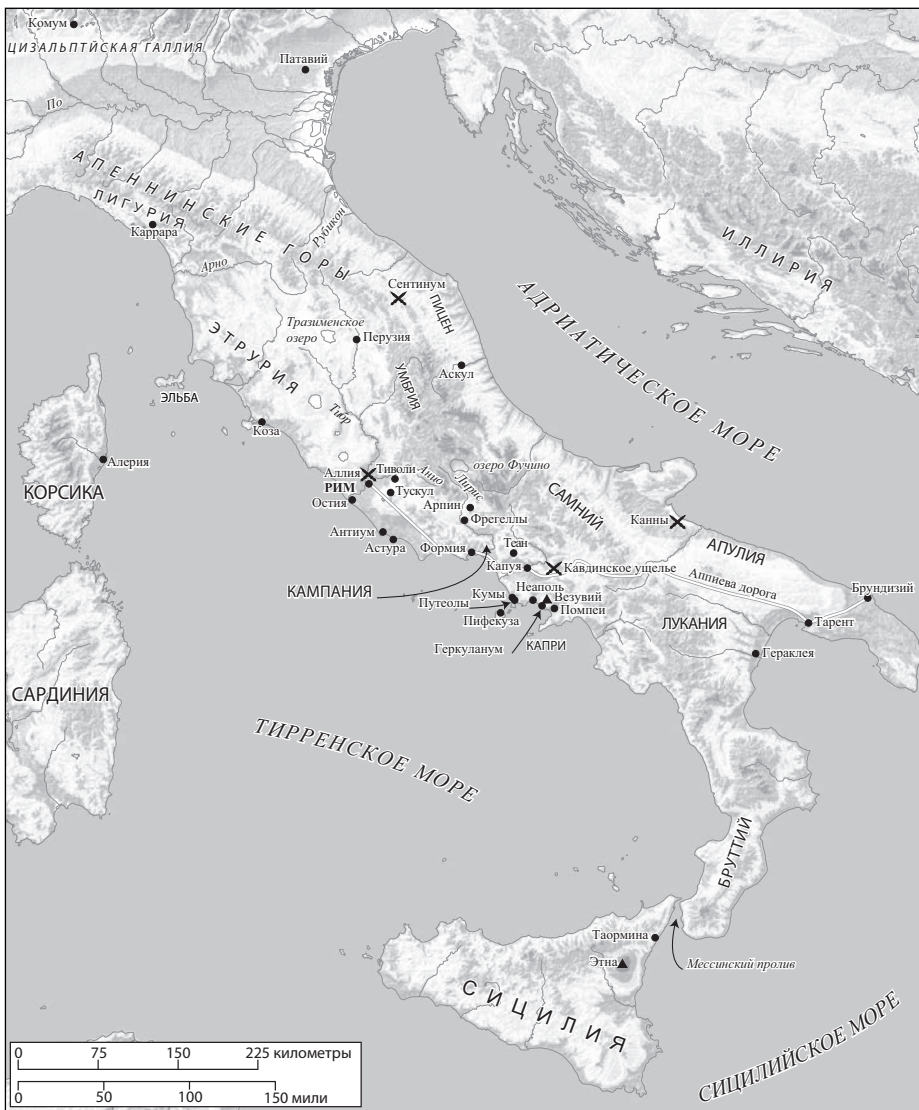 Комум
ЦИЗАЛЬПТЙСКАЯ ГАЛЛИЯ
Патавий
По
АПЕННИНСКИЕ ГОРЫ
ЛИГУРИЯ
Каррара
Рубикон
Арно
ИЛЛИРИЯ
Сентинум
ПИЦЕН
АДРИАТИЧЕСКОЕ МОРЕ
Тразименское
озеро
Перузия
ЭТРУРИЯ
УМБРИЯ
Аскул
ЭЛЬБА
Тибр
Коза
Алерия
КОРСИКА
озеро Фучино
Аллия
Тиволи
Анио
Лирис
РИМ
Тускул
Остия
Арпин
Фрегеллы
САМНИЙ
Канны
АПУЛИЯ
Антиум
Астура
Формия
Теан
Капуя
Кавдинское ущелье
Аппиева дорога
КАМПАНИЯ
Кумы
Неаполь
Везувий
Брундизий
Путеолы
Помпеи
Пифекуза
ЛУКАНИЯ
Тарент
Геркуланум
КАПРИ
Гераклея
САРДИНИЯ
ТИРРЕНСКОЕ МОРЕ
БРУТТИЙ
Таормина
Этна
Мессинский пролив
СИЦИЛИЯ
СИЦИЛИЙСКОЕ МОРЕ
0 75 150 225 километры
0 50 100 150 мили